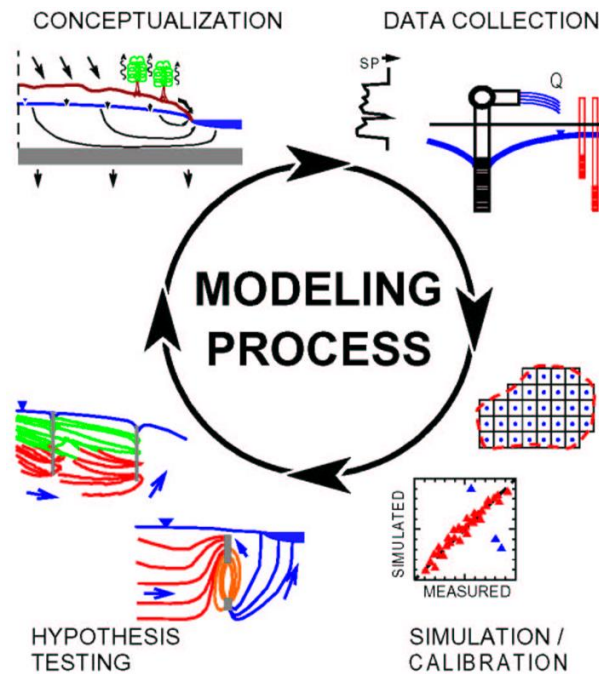 CONCEPTUALIZATION
DATA COLLECTION
SP
Q
MODELING
PROCESS
SIMULATED
MEASURED
HYPOTHESIS
TESTING
SIMULATION /
CALIBRATION